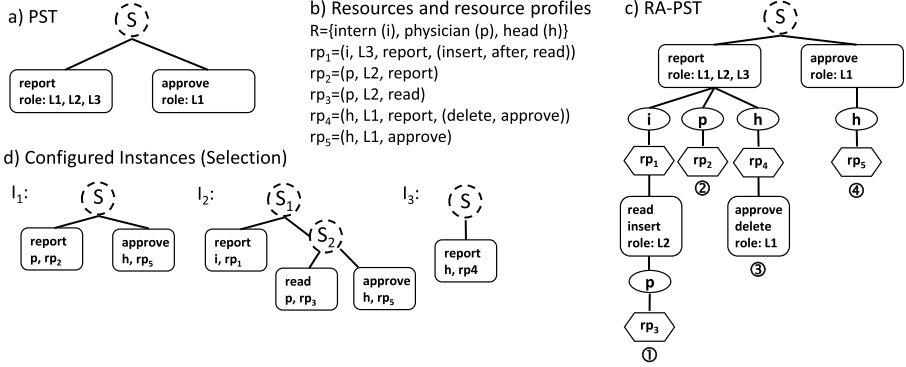 a) PST
S
report
role: L1, L2, L3
approve
role: L1
b) Resources and resource profiles
R={intern (i), physician (p), head (h)}
rp1=(i, L3, report, (insert, after, read))
rp2=(p, L2, report)
rp3=(p, L2, read)
rp4=(h, L1, report, (delete, approve))
rp5=(h, L1, approve)
c) RA-PST
S
report
role: L1, L2, L3
approve
role: L1
i
p
h
h
rp1
rp2
rp4
rp5
②
④
read
insert
role: L2
approve
delete
role: L1
③
p
rp3
①
d) Configured Instances (Selection)
I1:
S
report
p, rp2
approve
h, rp5
I2:
S1
S2
report
i, rp1
read
p, rp3
approve
h, rp5
I3:
S
report
h, rp4